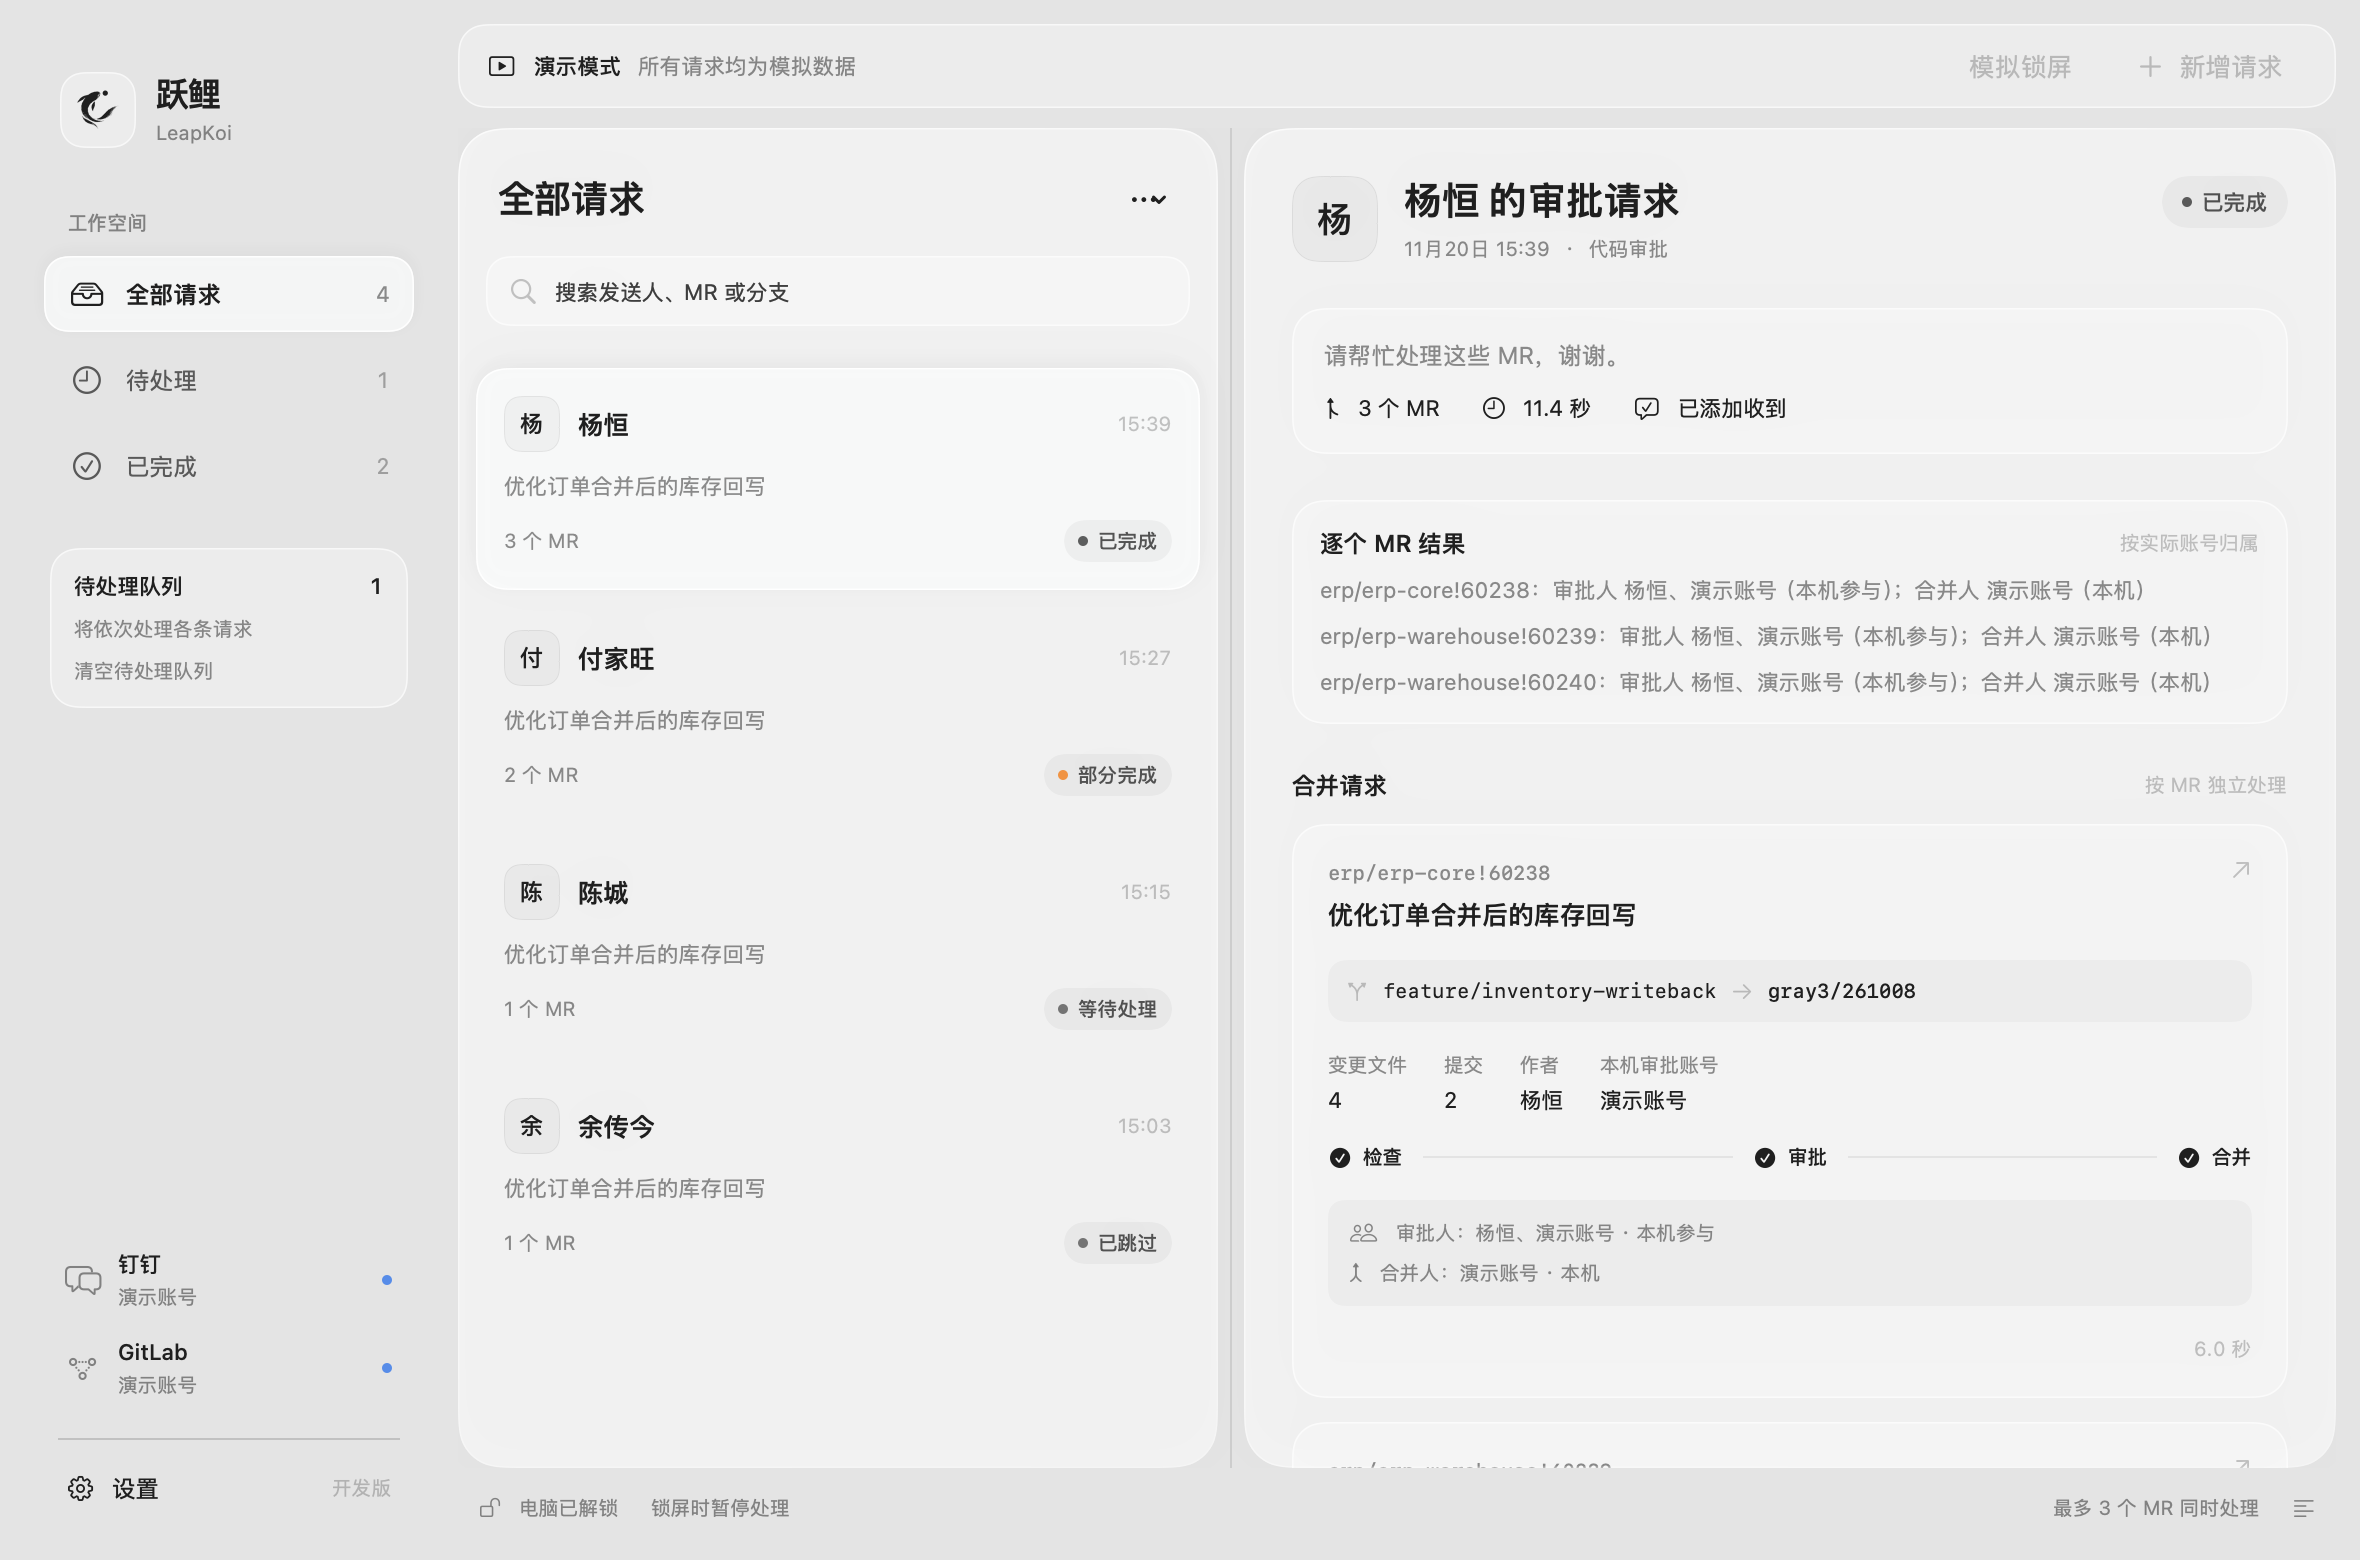 跃鲤
LeapKoi
工作空间
全部请求 4
待处理 1
已完成 2
待处理队列 1
将依次处理各条请求
清空待处理队列
钉钉
演示账号
GitLab
演示账号
设置 开发版
演示模式 所有请求均为模拟数据
模拟锁屏 新增请求
全部请求
搜索发送人、MR 或分支
杨 杨恒 15:39
优化订单合并后的库存回写
3 个 MR 已完成
付 付家旺 15:27
优化订单合并后的库存回写
2 个 MR 部分完成
陈 陈城 15:15
优化订单合并后的库存回写
1 个 MR 等待处理
余 余传今 15:03
优化订单合并后的库存回写
1 个 MR 已跳过
杨 杨恒 的审批请求 已完成
11月20日 15:39 · 代码审批
请帮忙处理这些 MR，谢谢。
3 个 MR 11.4 秒 已添加收到
逐个 MR 结果 按实际账号归属
erp/erp-core!60238：审批人 杨恒、演示账号（本机参与）；合并人 演示账号（本机）
erp/erp-warehouse!60239：审批人 杨恒、演示账号（本机参与）；合并人 演示账号（本机）
erp/erp-warehouse!60240：审批人 杨恒、演示账号（本机参与）；合并人 演示账号（本机）
合并请求 按 MR 独立处理
erp/erp-core!60238
优化订单合并后的库存回写
feature/inventory-writeback → gray3/261008
变更文件 提交 作者 本机审批账号
4 2 杨恒 演示账号
检查 审批 合并
审批人：杨恒、演示账号 · 本机参与
合并人：演示账号 · 本机
6.0 秒
电脑已解锁 锁屏时暂停处理
最多 3 个 MR 同时处理